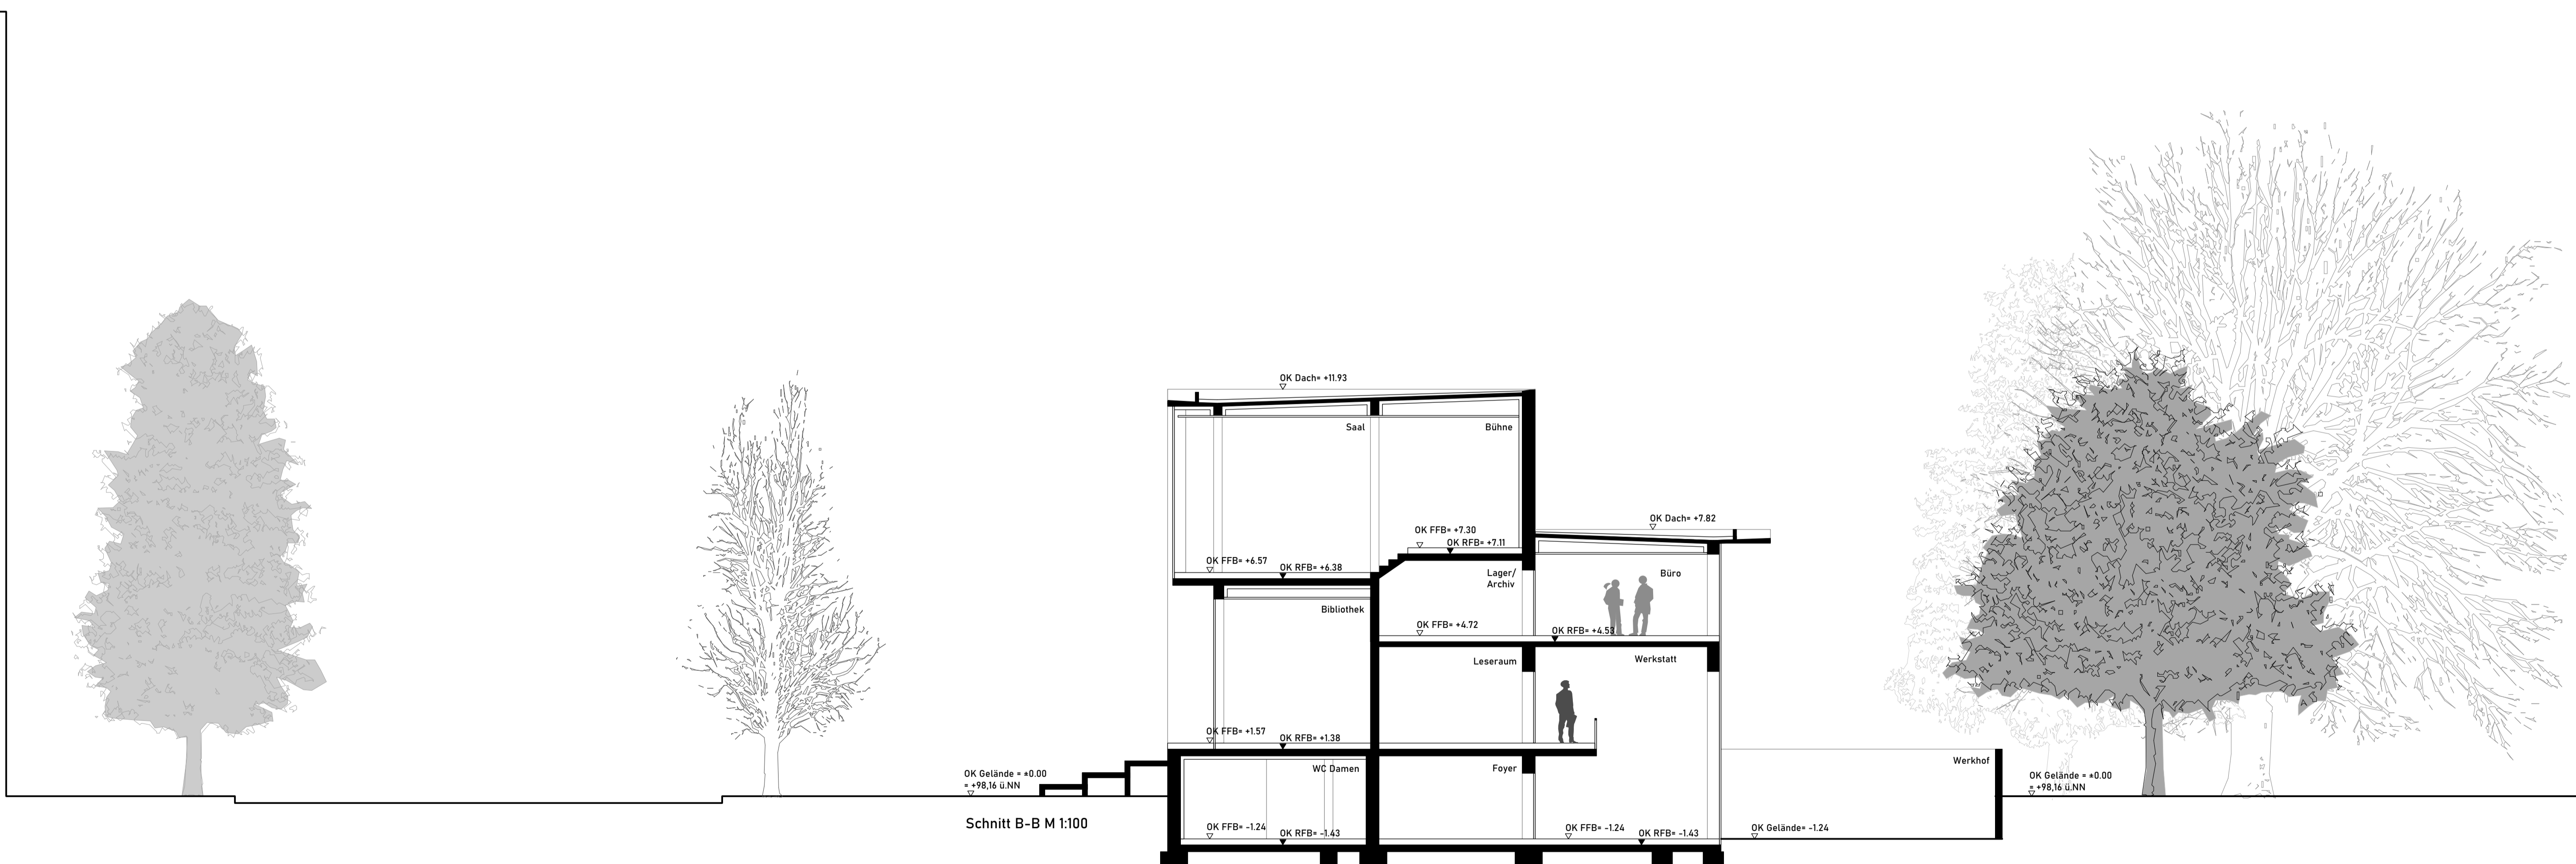 OK Dach= +11.93
Saal
Bühne
OK Dach= +7.82
OK FFB= +7.30
OK RFB= +7.11
OK FFB= +6.57
OK RFB= +6.38
Lager/
Archiv
Büro
Bibliothek
OK FFB= +4.72
OK RFB= +4.53
Leseraum
Werkstatt
OK FFB= +1.57
OK RFB= +1.38
WC Damen
Foyer
Werkhof
OK Gelände = ±0.00
= +98,16 ü.NN
OK Gelände = ±0.00
= +98,16 ü.NN
Schnitt B-B M 1:100
OK FFB= -1.24
OK RFB= -1.43
OK FFB= -1.24
OK RFB= -1.43
OK Gelände= -1.24